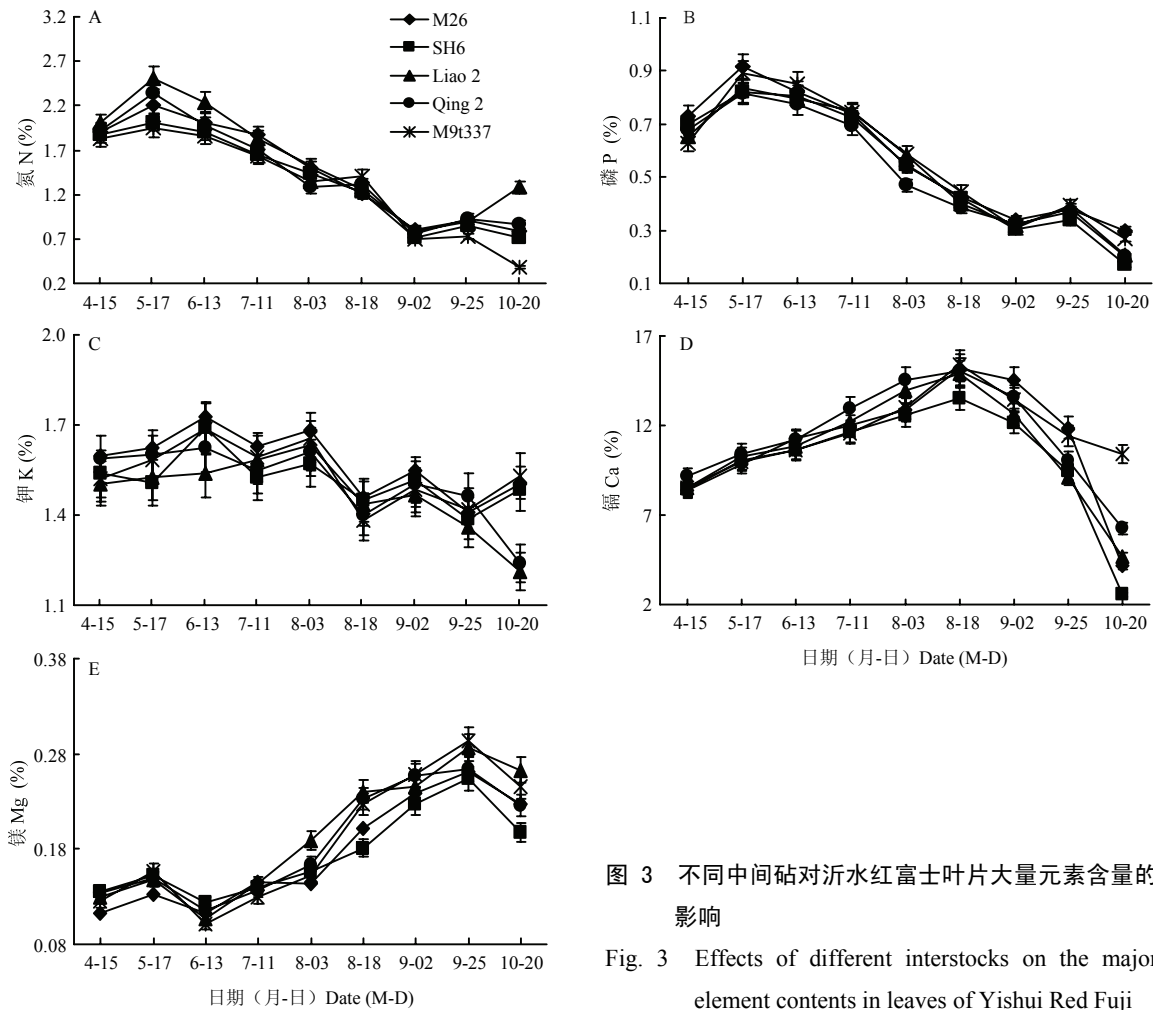 A
3.2
2.7
2.2
1.7
1.2
0.7
0.2
氮 N (%)
M26
SH6
Liao 2
Qing 2
M9t337
4-15 5-17 6-13 7-11 8-03 8-18 9-02 9-25 10-20
B
1.1
0.9
0.7
0.5
0.3
0.1
磷 P (%)
4-15 5-17 6-13 7-11 8-03 8-18 9-02 9-25 10-20
C
2.0
1.7
1.4
1.1
钾 K (%)
4-15 5-17 6-13 7-11 8-03 8-18 9-02 9-25 10-20
D
17
12
7
2
镉 Ca (%)
4-15 5-17 6-13 7-11 8-03 8-18 9-02 9-25 10-20
日期（月-日）Date (M-D)
E
0.38
0.28
0.18
0.08
镁 Mg (%)
4-15 5-17 6-13 7-11 8-03 8-18 9-02 9-25 10-20
日期（月-日）Date (M-D)
图 3 不同中间砧对沂水红富士叶片大量元素含量的
影响
Fig. 3 Effects of different interstocks on the major
element contents in leaves of Yishui Red Fuji